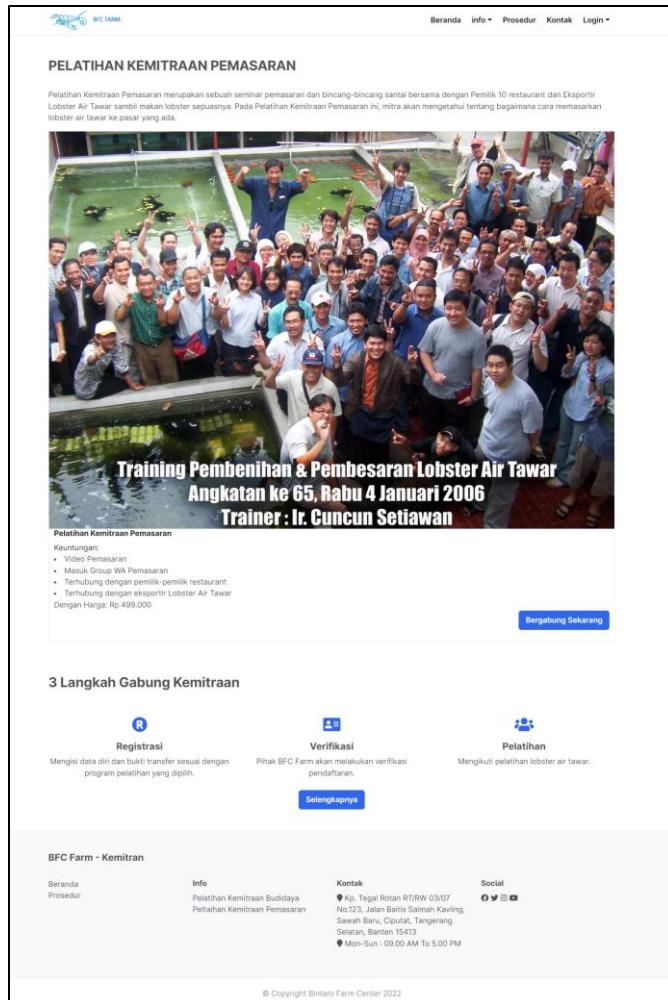 BFC FARM
Beranda info Prosedur Kontak Login
PELATIHAN KEMITRAAN PEMASARAN
Pelatihan Kemitraan Pemasaran merupakan sebuah seminar pemasaran dan bincang-bincang santai bersama dengan Pemilik 10 restaurant dan Eksportir
Lobster Air Tawar sambil makan lobster sepuasnya. Pada Pelatihan Kemitraan Pemasaran ini, mitra akan mengetahui tentang bagaimana cara memasarkan
lobster air tawar ke pasar yang ada.
Training Pembenihan & Pembesaran Lobster Air Tawar
Angkatan ke 65, Rabu 4 Januari 2006
Trainer : Ir. Cuncun Setiawan
Pelatihan Kemitraan Pemasaran
Keuntungan:
• Video Pemasaran
• Masuk Group WA Pemasaran
• Terhubung dengan pemilik-pemilik restaurant
• Terhubung dengan eksportir Lobster Air Tawar
Dengan Harga: Rp 499.000
Bergabung Sekarang
3 Langkah Gabung Kemitraan
R
Registrasi
Mengisi data diri dan bukti transfer sesuai dengan
program pelatihan yang dipilih.
Verifikasi
Pihak BFC Farm akan melakukan verifikasi
pendaftaran.
Pelatihan
Mengikuti pelatihan lobster air tawar.
Selengkapnya
BFC Farm - Kemitran
Beranda
Prosedur
Info
Pelatihan Kemitraan Budidaya
Peltaihan Kemitraan Pemasaran
Kontak
Kp. Tegal Rotan RT/RW 03/07
No.123, Jalan Baitis Salmah Kavling,
Sawah Baru, Ciputat, Tangerang
Selatan, Banten 15413
Mon-Sun : 09.00 AM To 5.00 PM
Social
© Copyright Bintaro Farm Center 2022